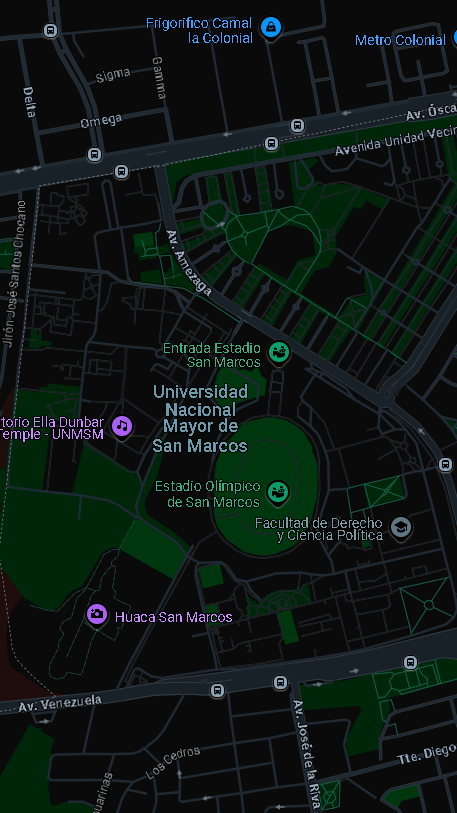 Frigorífico Camal
la Colonial
Metro Colonial
Sigma
Gamma
Delta
Omega
Av. Ósca
Avenida Unidad Vecin
Jirón José Santos Chocano
Av. Amezaga
Entrada Estadio
San Marcos
Universidad
Nacional
Mayor de
San Marcos
torio Ella Dunbar
Temple - UNMSM
Estadio Olímpico
de San Marcos
Facultad de Derecho
y Ciencia Política
Huaca San Marcos
Av. Venezuela
Av. José de la Riva
Los Cedros
Tte. Diego
uarinas